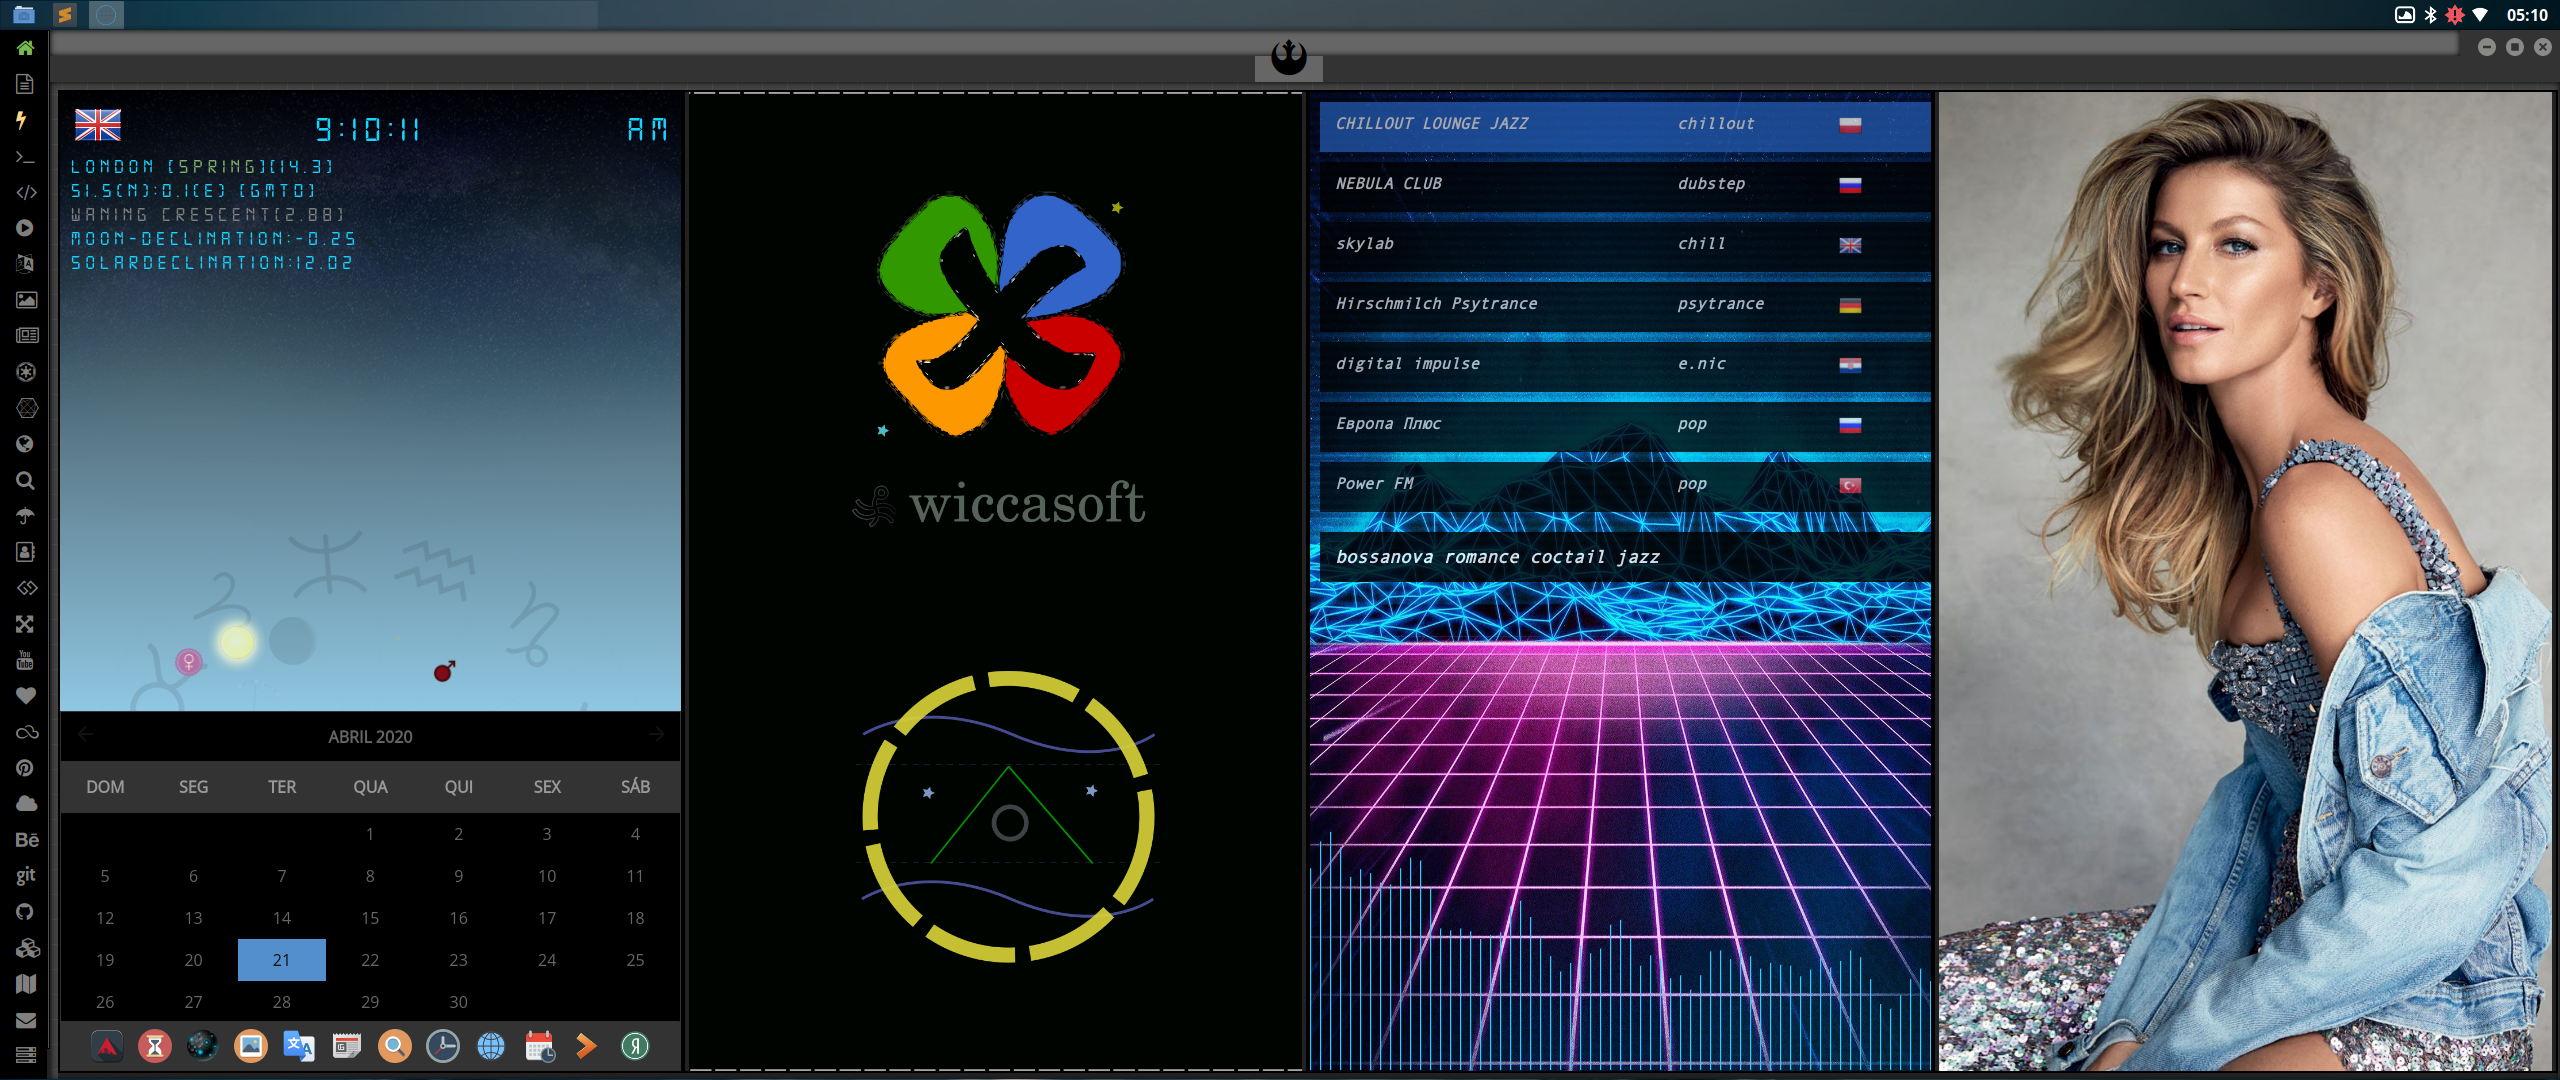 05:10
9:10:11 AM
LONDON [SPRING][14.3]
51.5(N):0.1(E) [GMT0]
WANING CRESCENT[2.88]
MOON-DECLINATION:-0.25
SOLARDECLINATION:12.02
ABRIL 2020
DOM SEG TER QUA QUI SEX SÁB
1 2 3 4
5 6 7 8 9 10 11
12 13 14 15 16 17 18
19 20 21 22 23 24 25
26 27 28 29 30
wiccasoft
CHILLOUT LOUNGE JAZZ chillout
NEBULA CLUB dubstep
skylab chill
Hirschmilch Psytrance psytrance
digital impulse e.nic
Европа Плюс pop
Power FM pop
bossanova romance coctail jazz
You
Tube
Bē
git
Я